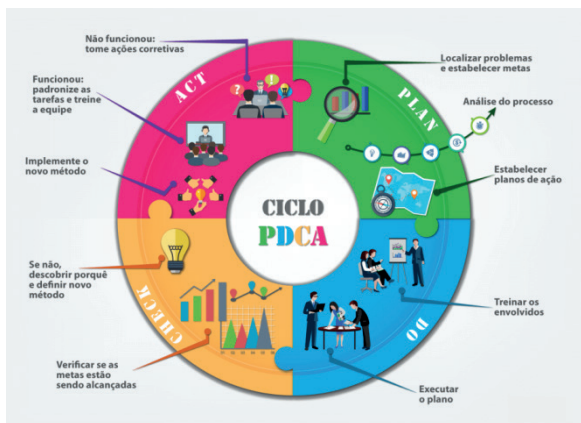 CICLO
PDCA
PLAN
Localizar problemas
e estabelecer metas
Análise do processo
Estabelecer
planos de ação
DO
Treinar os
envolvidos
Executar
o plano
CHECK
Verificar se as
metas estão
sendo alcançadas
Se não,
descobrir porquê
e definir novo
método
ACT
Implemente o
novo método
Funcionou:
padronize as
tarefas e treine
a equipe
Não funcionou:
tome ações corretivas